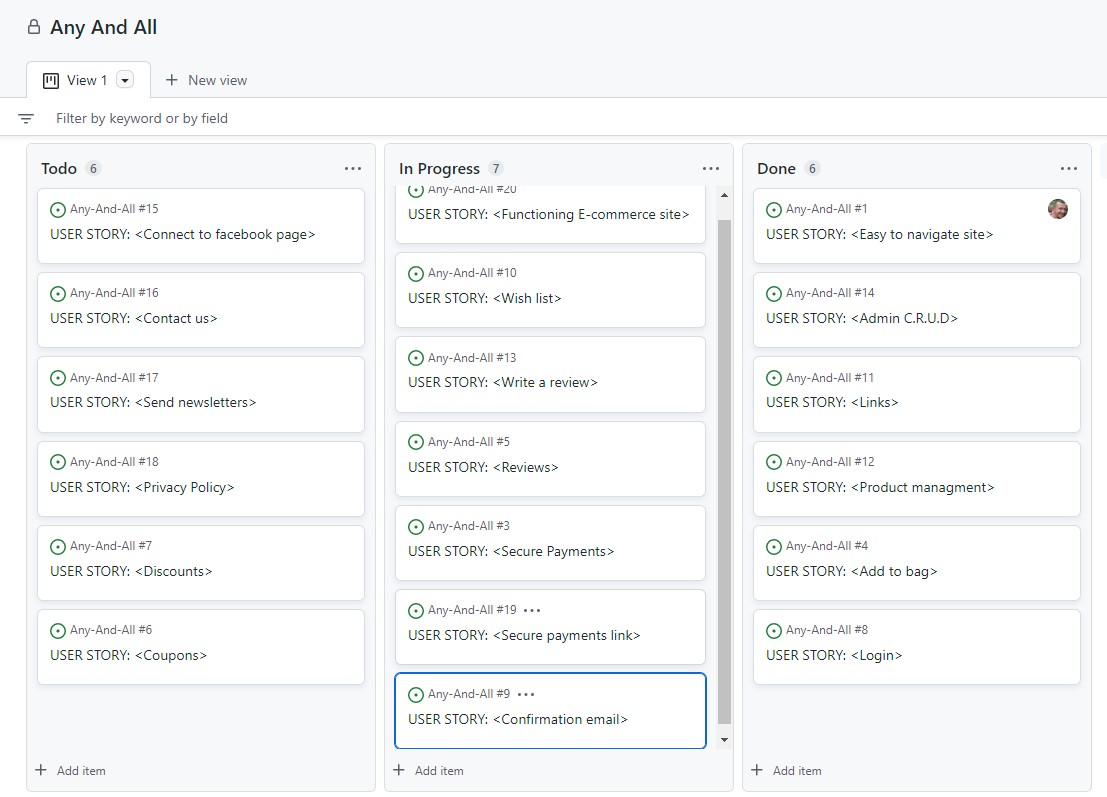 Any And All
View 1
New view
Filter by keyword or by field
Todo 6
Any-And-All #15
USER STORY: <Connect to facebook page>
Any-And-All #16
USER STORY: <Contact us>
Any-And-All #17
USER STORY: <Send newsletters>
Any-And-All #18
USER STORY: <Privacy Policy>
Any-And-All #7
USER STORY: <Discounts>
Any-And-All #6
USER STORY: <Coupons>
Add item
In Progress 7
Any-And-All #20
USER STORY: <Functioning E-commerce site>
Any-And-All #10
USER STORY: <Wish list>
Any-And-All #13
USER STORY: <Write a review>
Any-And-All #5
USER STORY: <Reviews>
Any-And-All #3
USER STORY: <Secure Payments>
Any-And-All #19
USER STORY: <Secure payments link>
Any-And-All #9
USER STORY: <Confirmation email>
Add item
Done 6
Any-And-All #1
USER STORY: <Easy to navigate site>
Any-And-All #14
USER STORY: <Admin C.R.U.D>
Any-And-All #11
USER STORY: <Links>
Any-And-All #12
USER STORY: <Product managment>
Any-And-All #4
USER STORY: <Add to bag>
Any-And-All #8
USER STORY: <Login>
Add item